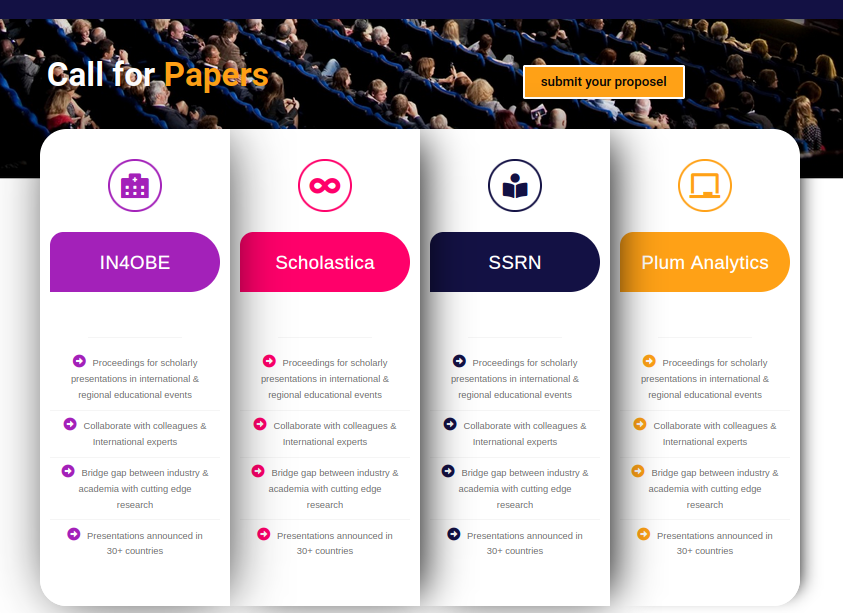 Call for Papers
submit your proposel
IN4OBE
Scholastica
SSRN
Plum Analytics
Proceedings for scholarly
presentations in international &
regional educational events
Collaborate with colleagues &
International experts
Bridge gap between industry &
academia with cutting edge
research
Presentations announced in
30+ countries
Proceedings for scholarly
presentations in international &
regional educational events
Collaborate with colleagues &
International experts
Bridge gap between industry &
academia with cutting edge
research
Presentations announced in
30+ countries
Proceedings for scholarly
presentations in international &
regional educational events
Collaborate with colleagues &
International experts
Bridge gap between industry &
academia with cutting edge
research
Presentations announced in
30+ countries
Proceedings for scholarly
presentations in international &
regional educational events
Collaborate with colleagues &
International experts
Bridge gap between industry &
academia with cutting edge
research
Presentations announced in
30+ countries